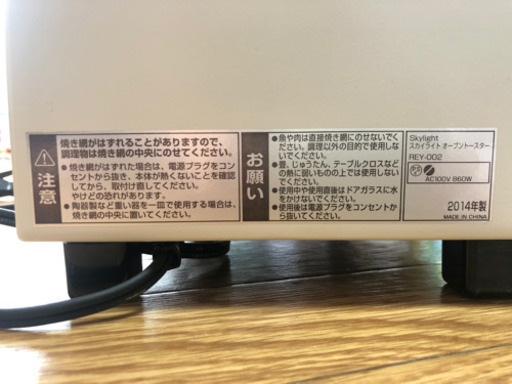 注意
焼き網がはずれることがありますので、
調理物は焼き網の中央にのせてください。
●焼き網がはずれた場合は、電源プラグをコン
セントから抜き、本体が熱くないことを確認
してから、取付け直してください。
やけどの恐れがあります。
●陶器製など重い器を一皿で使用する場合は、
焼き網の中央に置いてください。
お願い
●魚や肉は直接焼き網にのせないでくだ
さい。調理以外の目的で使用しな
いでください。
●畳、じゅうたん、テーブルクロスなど
の熱に弱いものの上では使用しない
でください。
●使用中や使用直後はドアガラスに水
をかけないでください。
●使用後は電源プラグをコンセントか
ら抜いてください。
Skylight
スカイライト オーブントースター
REY-002
AC100V 860W
2014年製
MADE IN CHINA